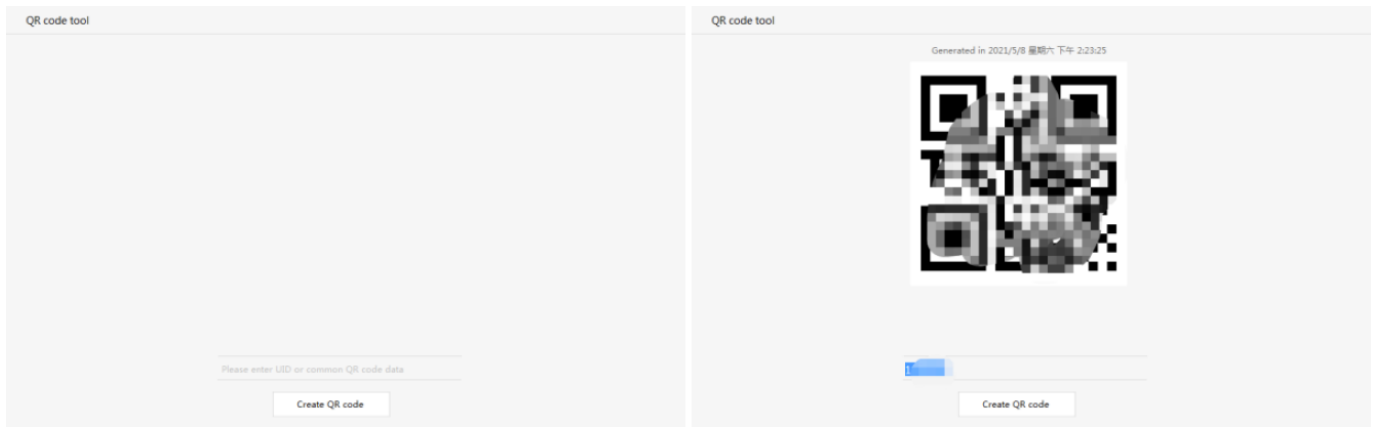 QR code tool
Please enter UID or common QR code data
Create QR code
QR code tool
Generated in 2021/5/8 星期六 下午 2:23:25
1
Create QR code